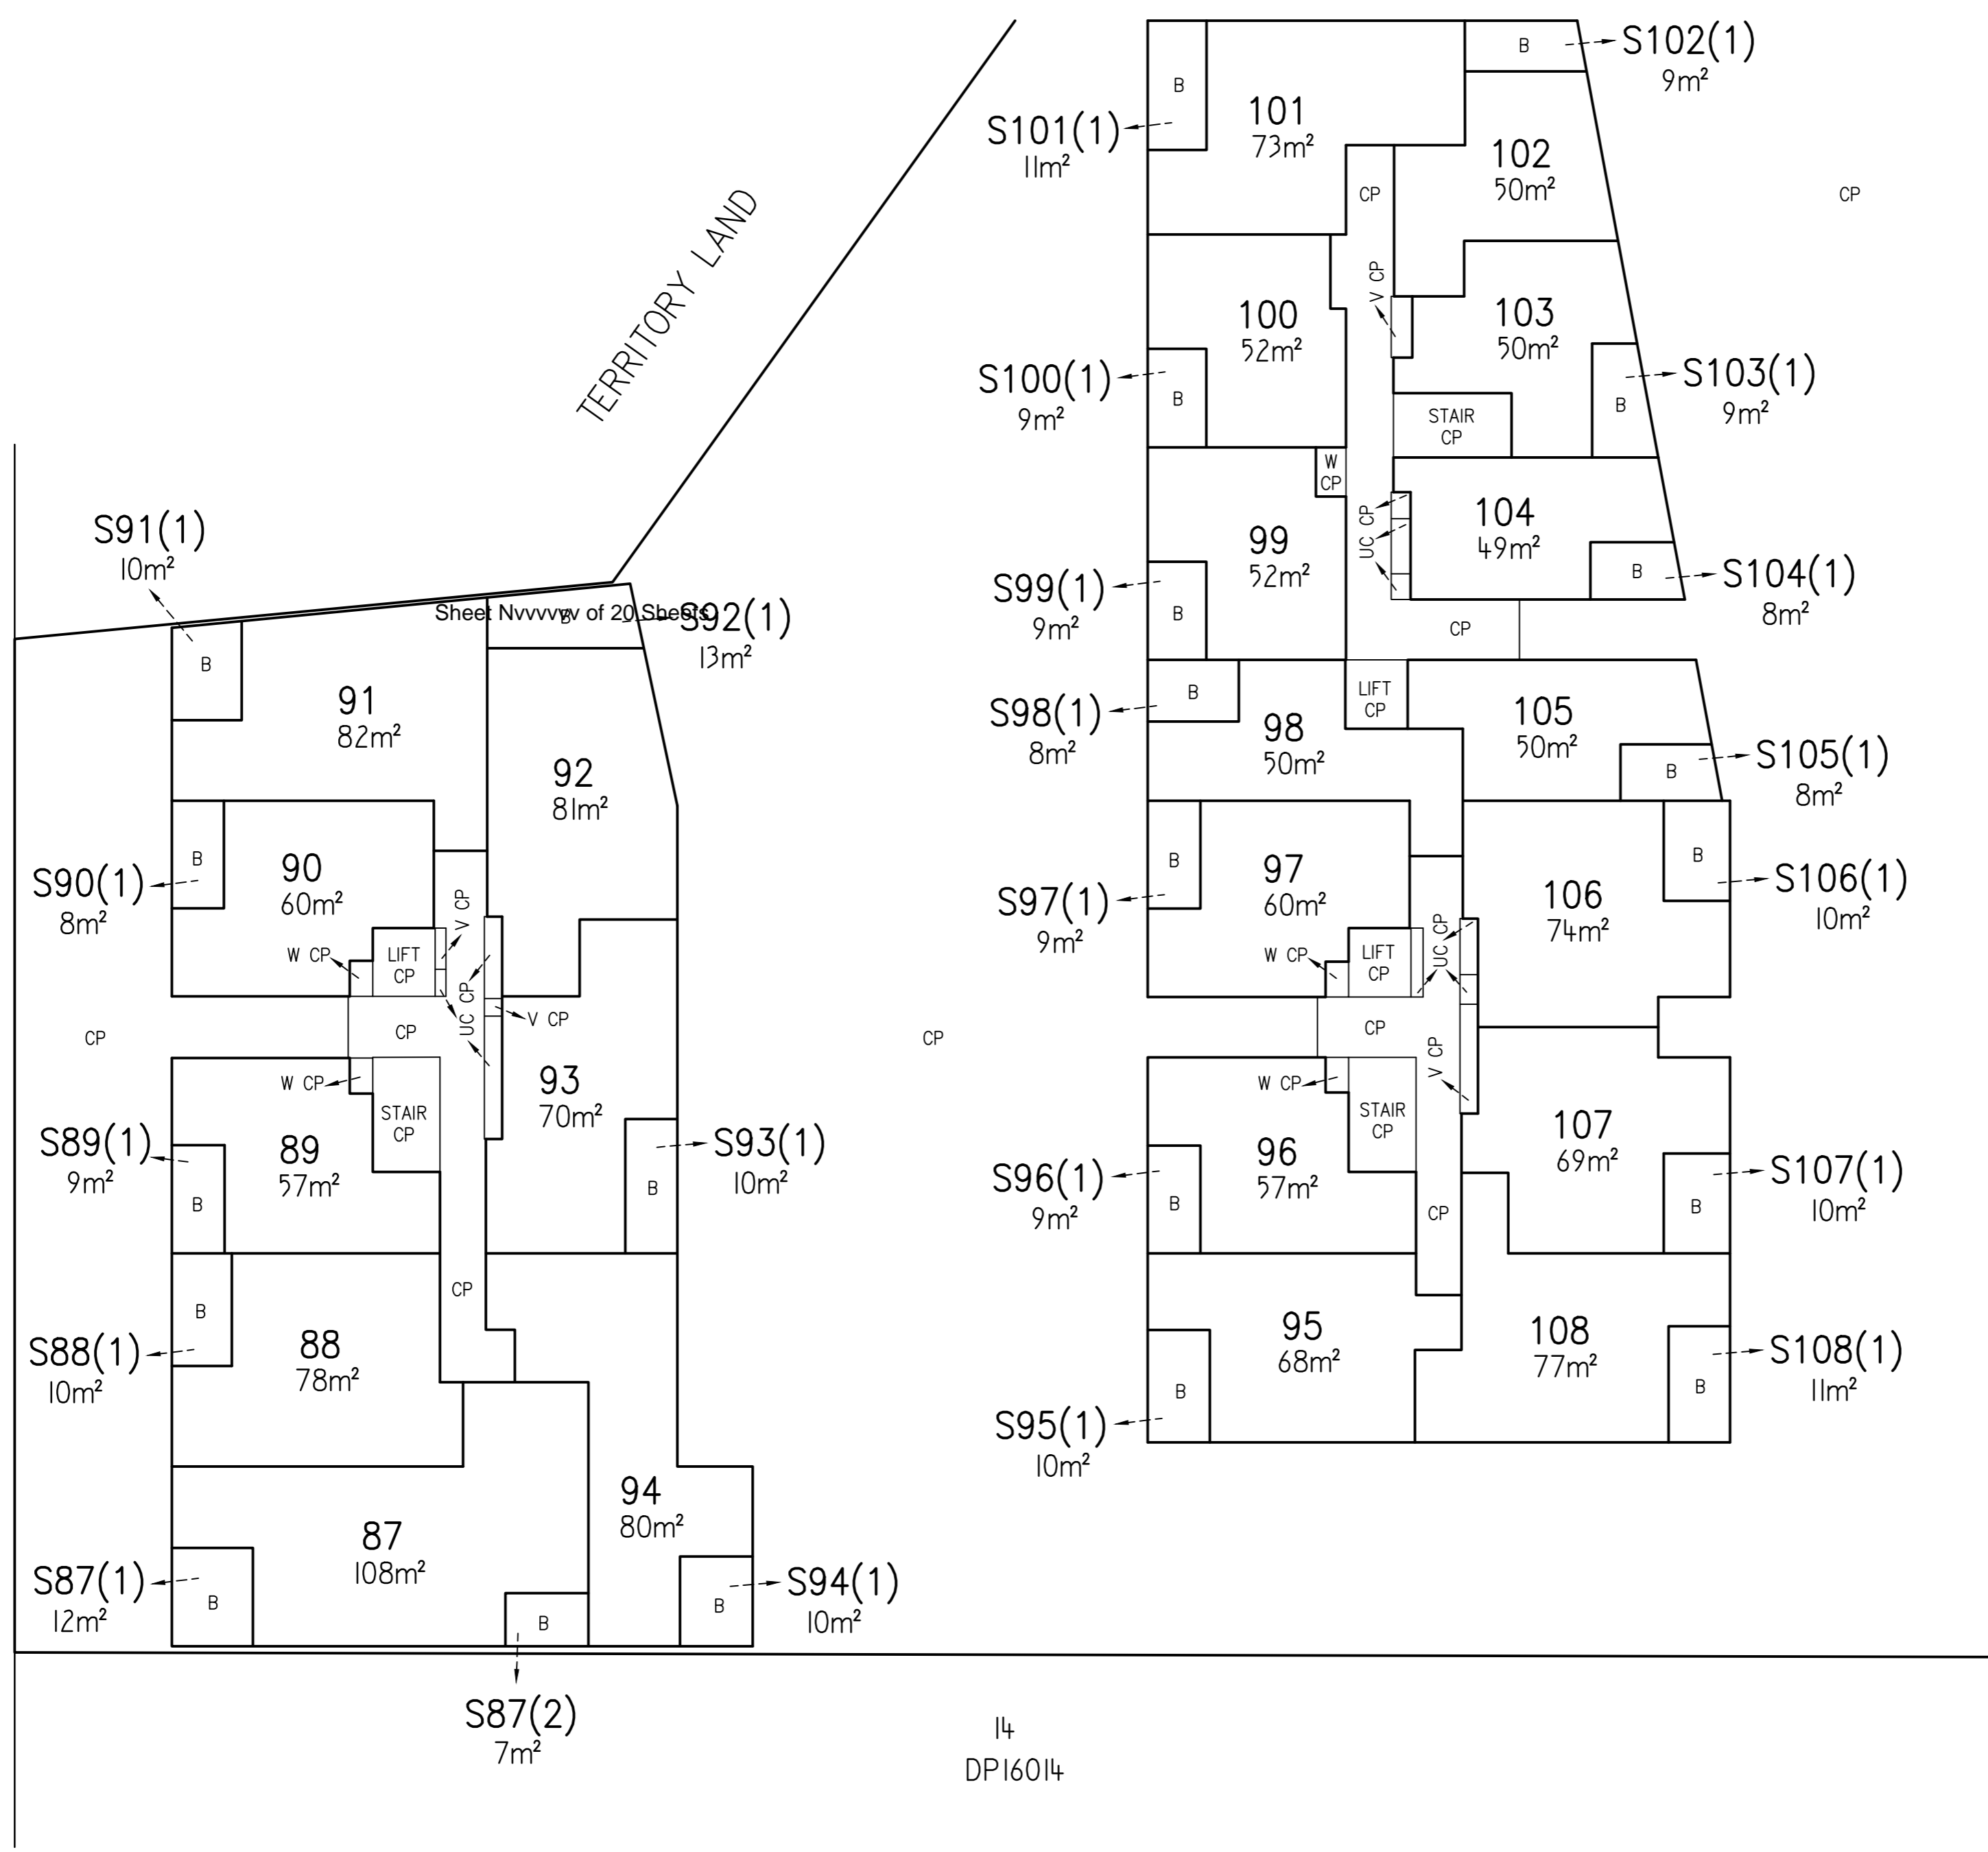 TERRITORY LAND
S91(1)
10m²
B
91
82m²
Sheet Nvvvvvv of 20 Sheets
B
S92(1)
13m²
92
81m²
S90(1)
8m²
B
90
60m²
W CP
LIFT
CP
V CP
UC CP
V CP
CP
CP
W CP
STAIR
CP
S89(1)
9m²
B
89
57m²
93
70m²
B
S93(1)
10m²
CP
S88(1)
10m²
B
88
78m²
CP
94
80m²
B
S94(1)
10m²
87
108m²
S87(1)
12m²
B
B
S87(2)
7m²
14
DP16014
S101(1)
11m²
B
101
73m²
B
S102(1)
9m²
102
50m²
CP
CP
V CP
S100(1)
9m²
B
100
52m²
103
50m²
B
S103(1)
9m²
STAIR
CP
W
CP
UC CP
99
52m²
S99(1)
9m²
B
104
49m²
B
S104(1)
8m²
CP
S98(1)
8m²
B
98
50m²
LIFT
CP
105
50m²
B
S105(1)
8m²
S97(1)
9m²
B
97
60m²
W CP
LIFT
CP
UC CP
106
74m²
B
S106(1)
10m²
CP
V CP
W CP
STAIR
CP
S96(1)
9m²
B
96
57m²
CP
107
69m²
B
S107(1)
10m²
95
68m²
S95(1)
10m²
B
108
77m²
B
S108(1)
11m²